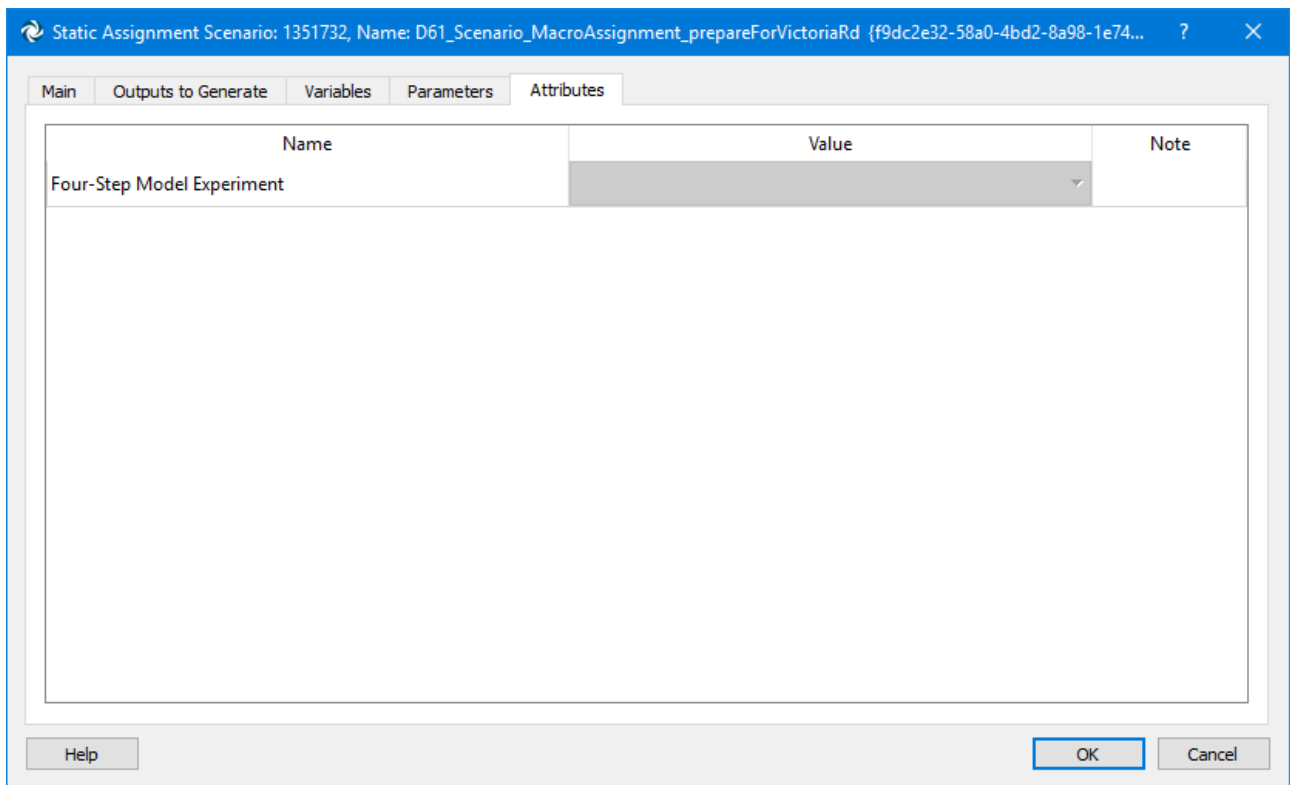 Static Assignment Scenario: 1351732, Name: D61_Scenario_MacroAssignment_prepareForVictoriaRd {f9dc2e32-58a0-4bd2-8a98-1e74... ?
Main Outputs to Generate Variables Parameters Attributes
Name Value Note
Four-Step Model Experiment
Help OK Cancel